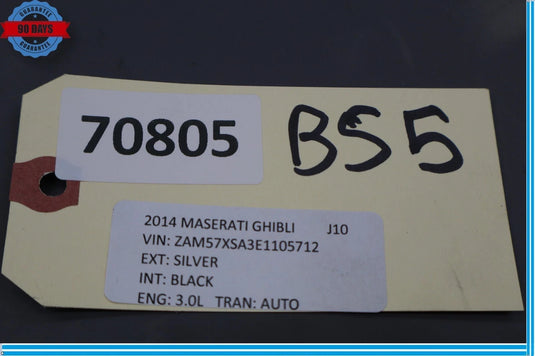 GUARANTEE
90 DAYS
GUARANTEE
70805
BS5
2014 MASERATI GHIBLI J10
VIN: ZAM57XSA3E1105712
EXT: SILVER
INT: BLACK
ENG: 3.0L TRAN: AUTO